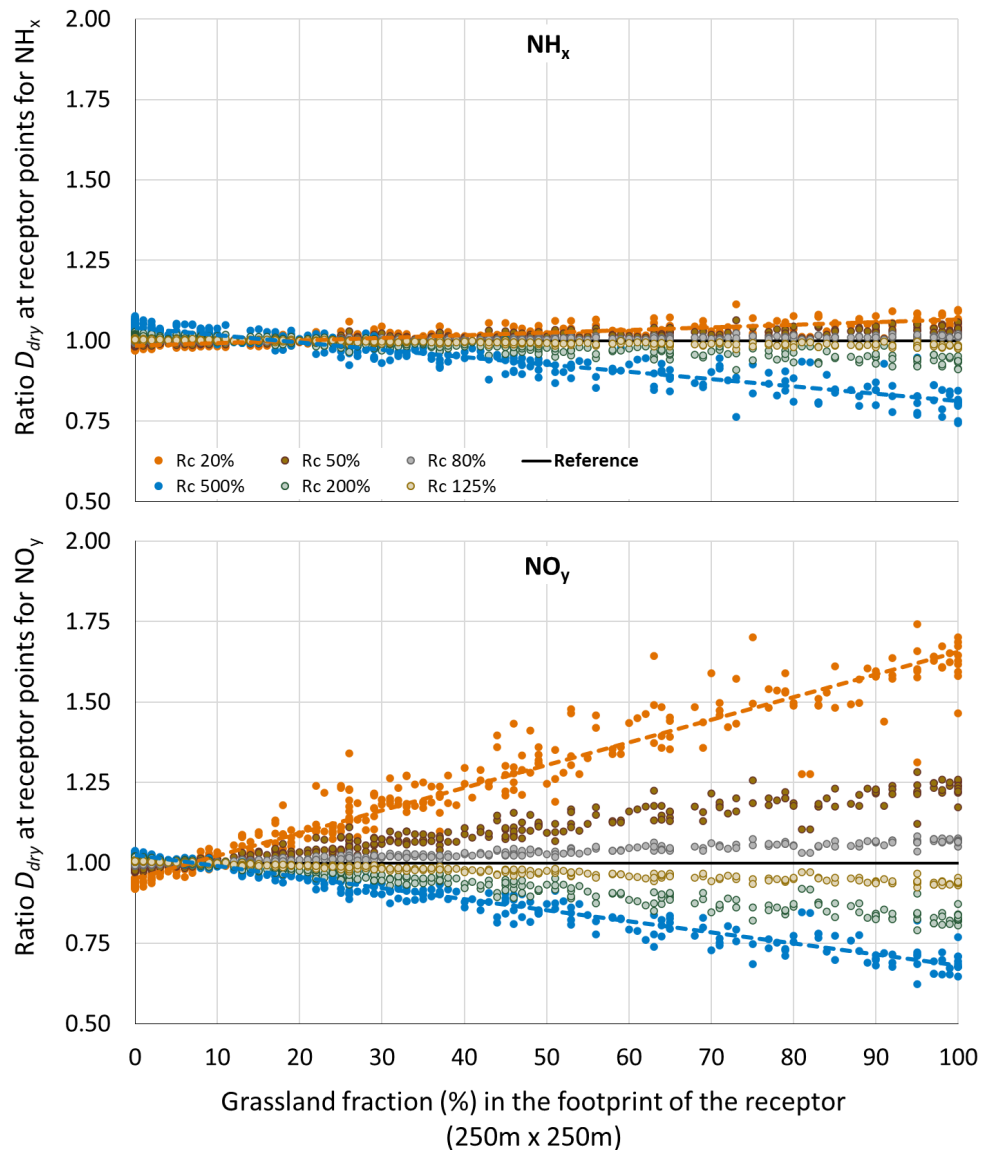 NHx
Ratio Ddry at receptor points for NHx
2.00
1.75
1.50
1.25
1.00
0.75
0.50
Rc 20% Rc 50% Rc 80% Reference
Rc 500% Rc 200% Rc 125%
NOy
Ratio Ddry at receptor points for NOy
2.00
1.75
1.50
1.25
1.00
0.75
0.50
0 10 20 30 40 50 60 70 80 90 100
Grassland fraction (%) in the footprint of the receptor
(250m x 250m)